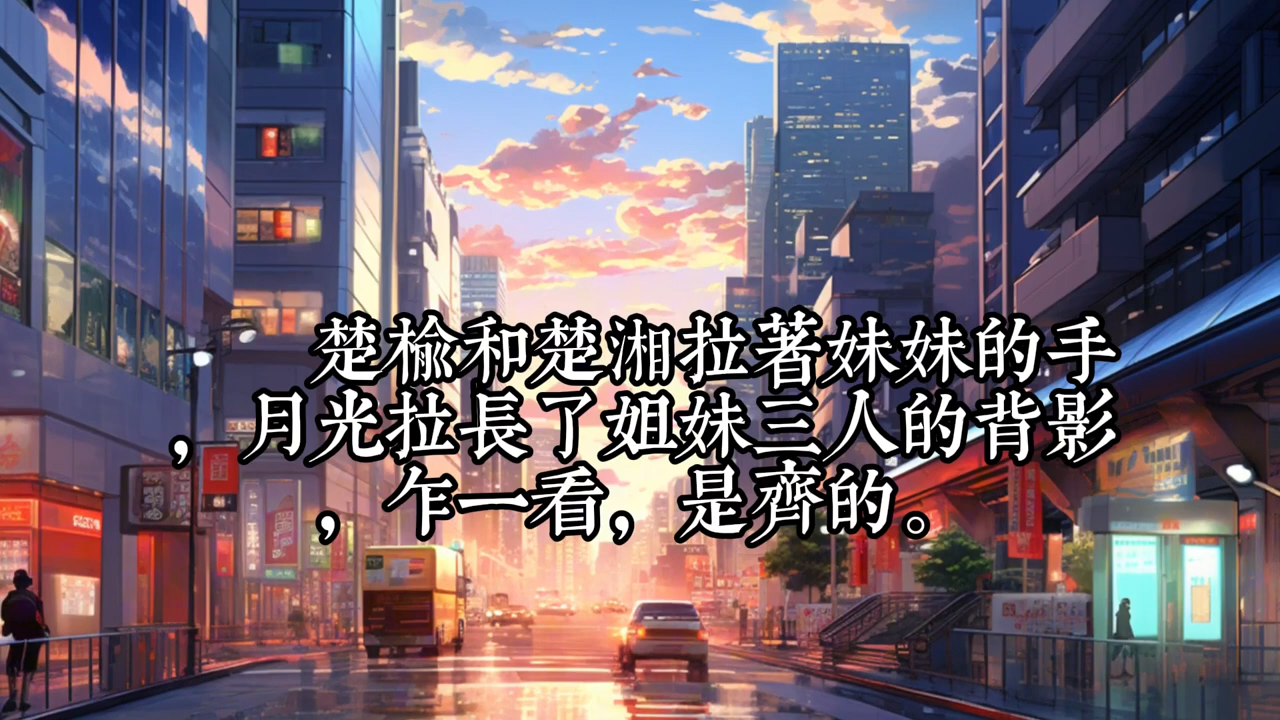 楚榆和楚湘拉著妹妹的手
，月光拉長了姐妹三人的背影
，乍一看，是齊的。